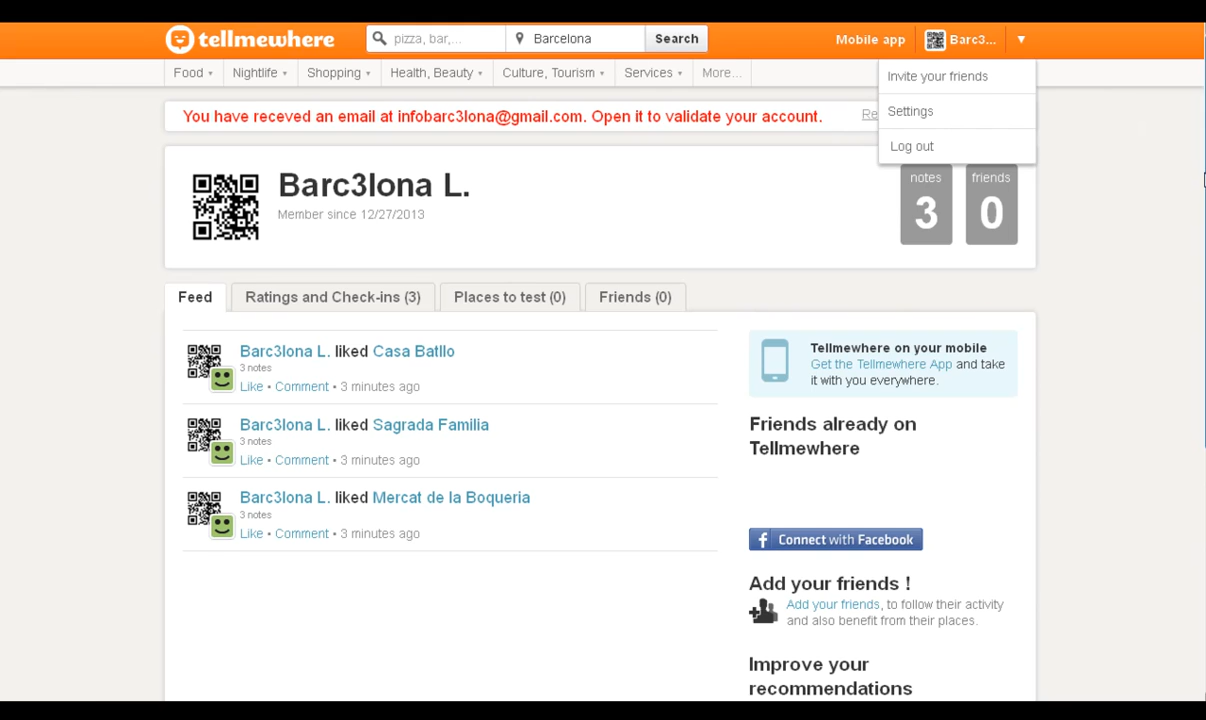 tellmewhere
pizza, bar,...
Barcelona
Search
Mobile app
Barc3...
Food
Nightlife
Shopping
Health, Beauty
Culture, Tourism
Services
More...
Invite your friends
Settings
Log out
You have receved an email at infobarc3lona@gmail.com. Open it to validate your account.
Re
Barc3lona L.
Member since 12/27/2013
notes
3
friends
0
Feed
Ratings and Check-ins (3)
Places to test (0)
Friends (0)
Barc3lona L. liked Casa Batllo
3 notes
Like • Comment • 3 minutes ago
Barc3lona L. liked Sagrada Familia
3 notes
Like • Comment • 3 minutes ago
Barc3lona L. liked Mercat de la Boqueria
3 notes
Like • Comment • 3 minutes ago
Tellmewhere on your mobile
Get the Tellmewhere App and take
it with you everywhere.
Friends already on
Tellmewhere
f Connect with Facebook
Add your friends !
Add your friends, to follow their activity
and also benefit from their places.
Improve your
recommendations